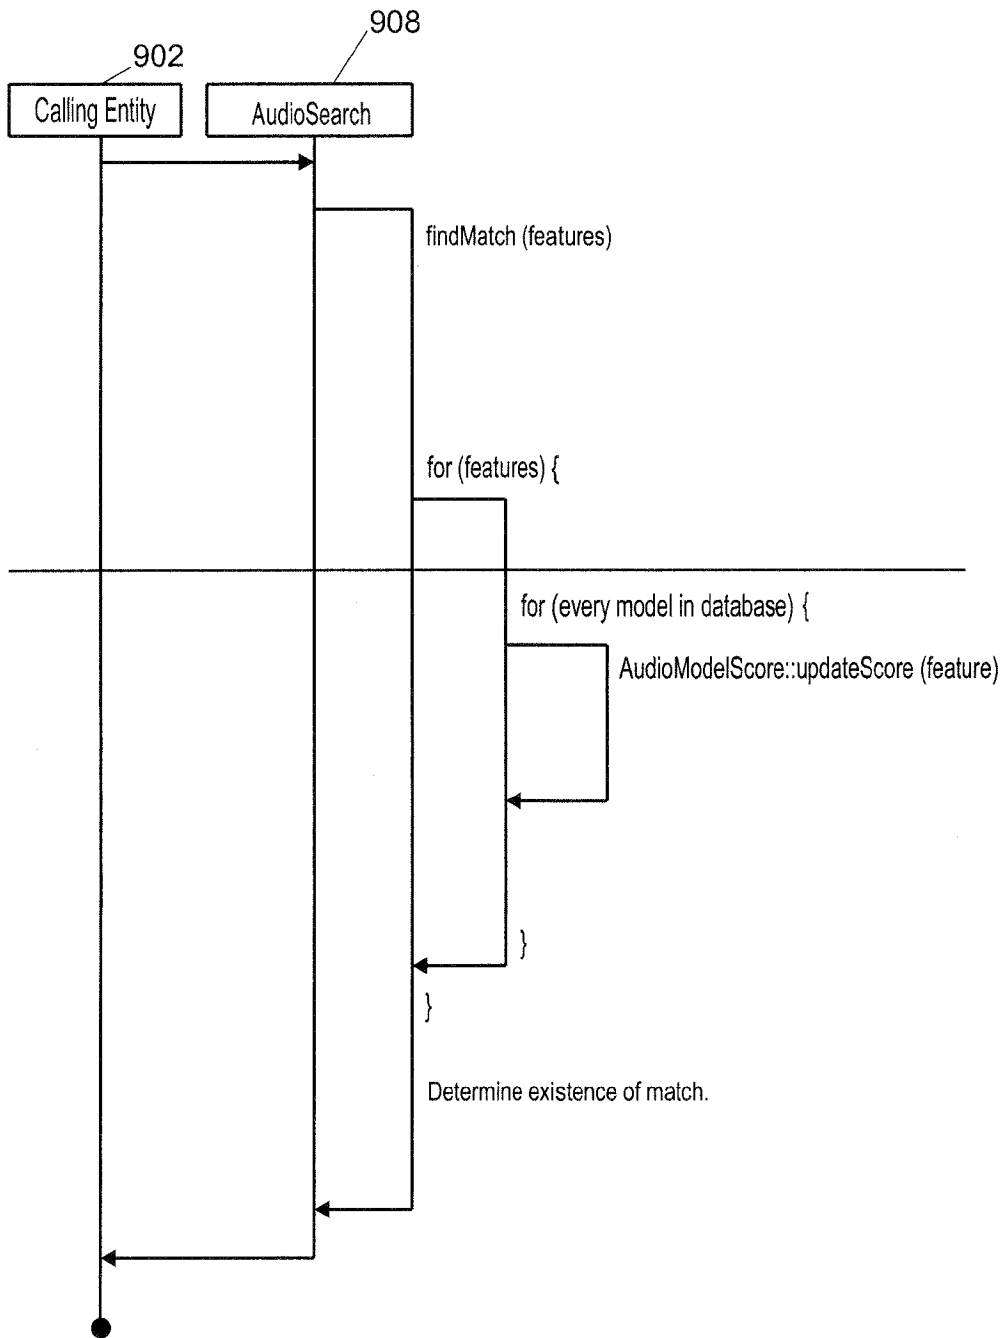 908
902
Calling Entity
AudioSearch
findMatch (features)
for (features) {
for (every model in database) {
AudioModelScore::updateScore (feature)
}
}
Determine existence of match.